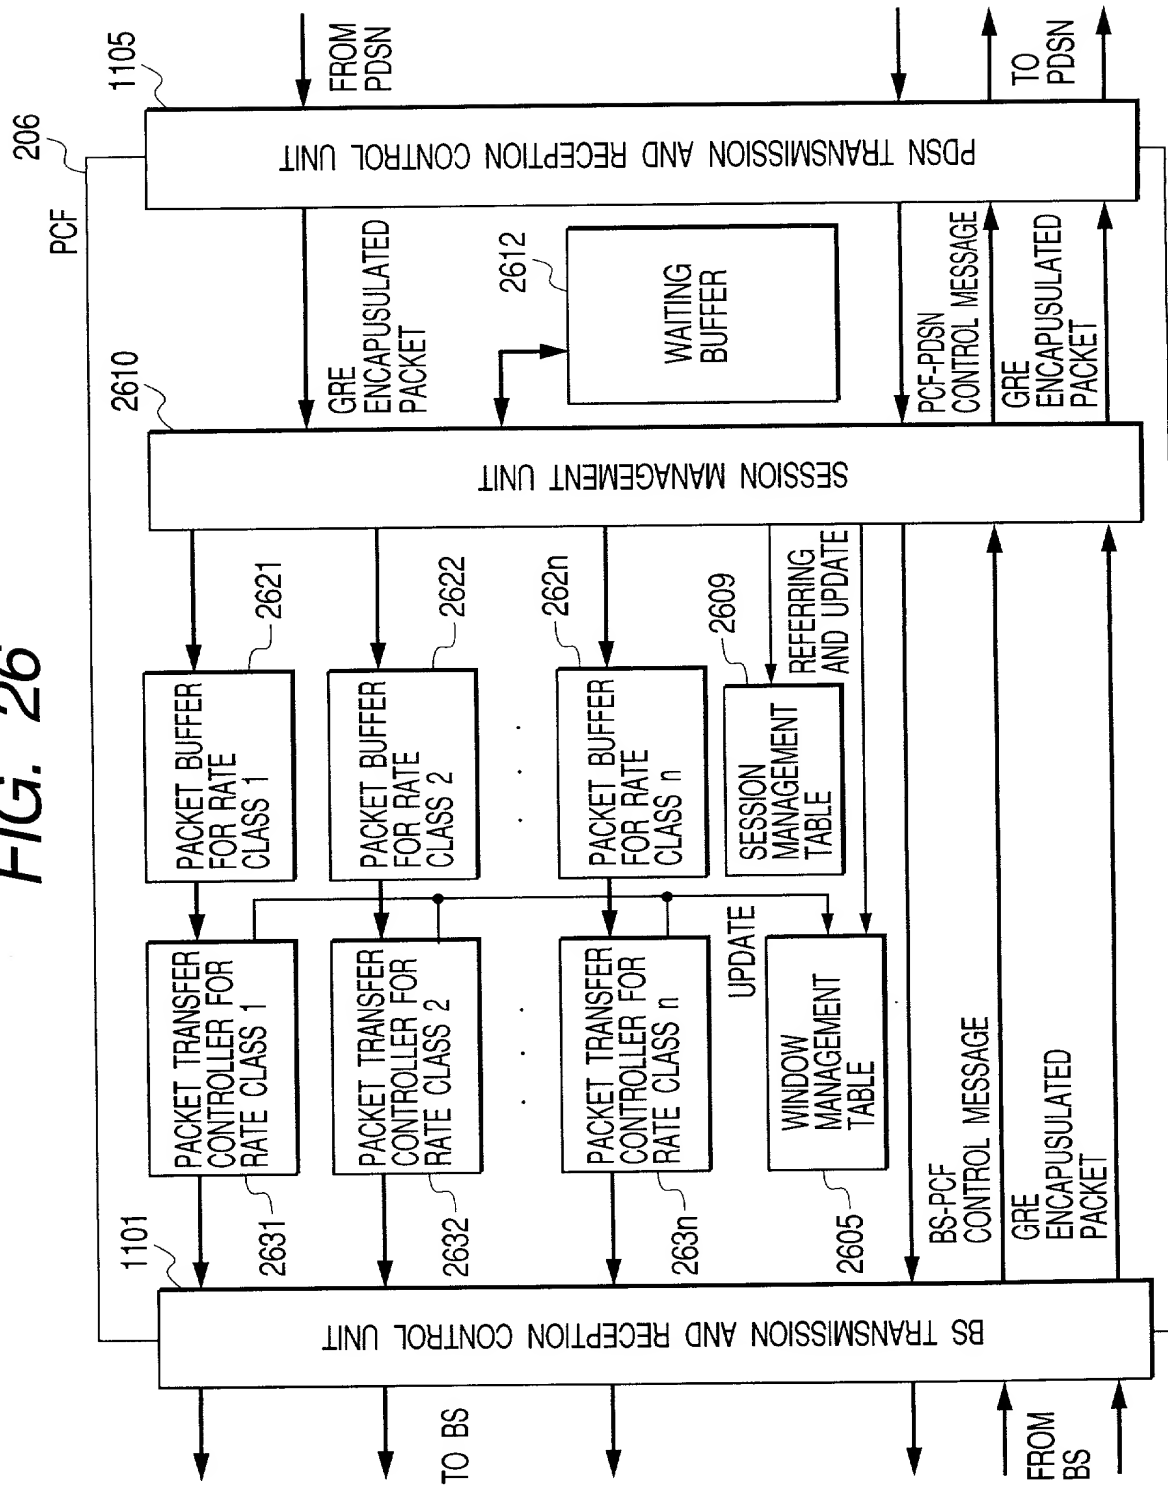 FIG. 26
206
PCF
1105
FROM
PDSN
TO
PDSN
PDSN TRANSMISSION AND RECEPTION CONTROL UNIT
GRE
ENCAPUSULATED
PACKET
2612
WAITING
BUFFER
PCF-PDSN
CONTROL MESSAGE
GRE
ENCAPUSULATED
PACKET
2610
SESSION MANAGEMENT UNIT
2621
PACKET BUFFER
FOR RATE
CLASS 1
2622
PACKET BUFFER
FOR RATE
CLASS 2
262n
PACKET BUFFER
FOR RATE
CLASS n
2609
SESSION
MANAGEMENT
TABLE
REFERRING
AND UPDATE
PACKET TRANSFER
CONTROLLER FOR
RATE CLASS 1
2631
PACKET TRANSFER
CONTROLLER FOR
RATE CLASS 2
2632
PACKET TRANSFER
CONTROLLER FOR
RATE CLASS n
263n
UPDATE
WINDOW
MANAGEMENT
TABLE
2605
BS-PCF
CONTROL MESSAGE
GRE
ENCAPUSULATED
PACKET
1101
BS TRANSMISSION AND RECEPTION CONTROL UNIT
TO BS
FROM
BS